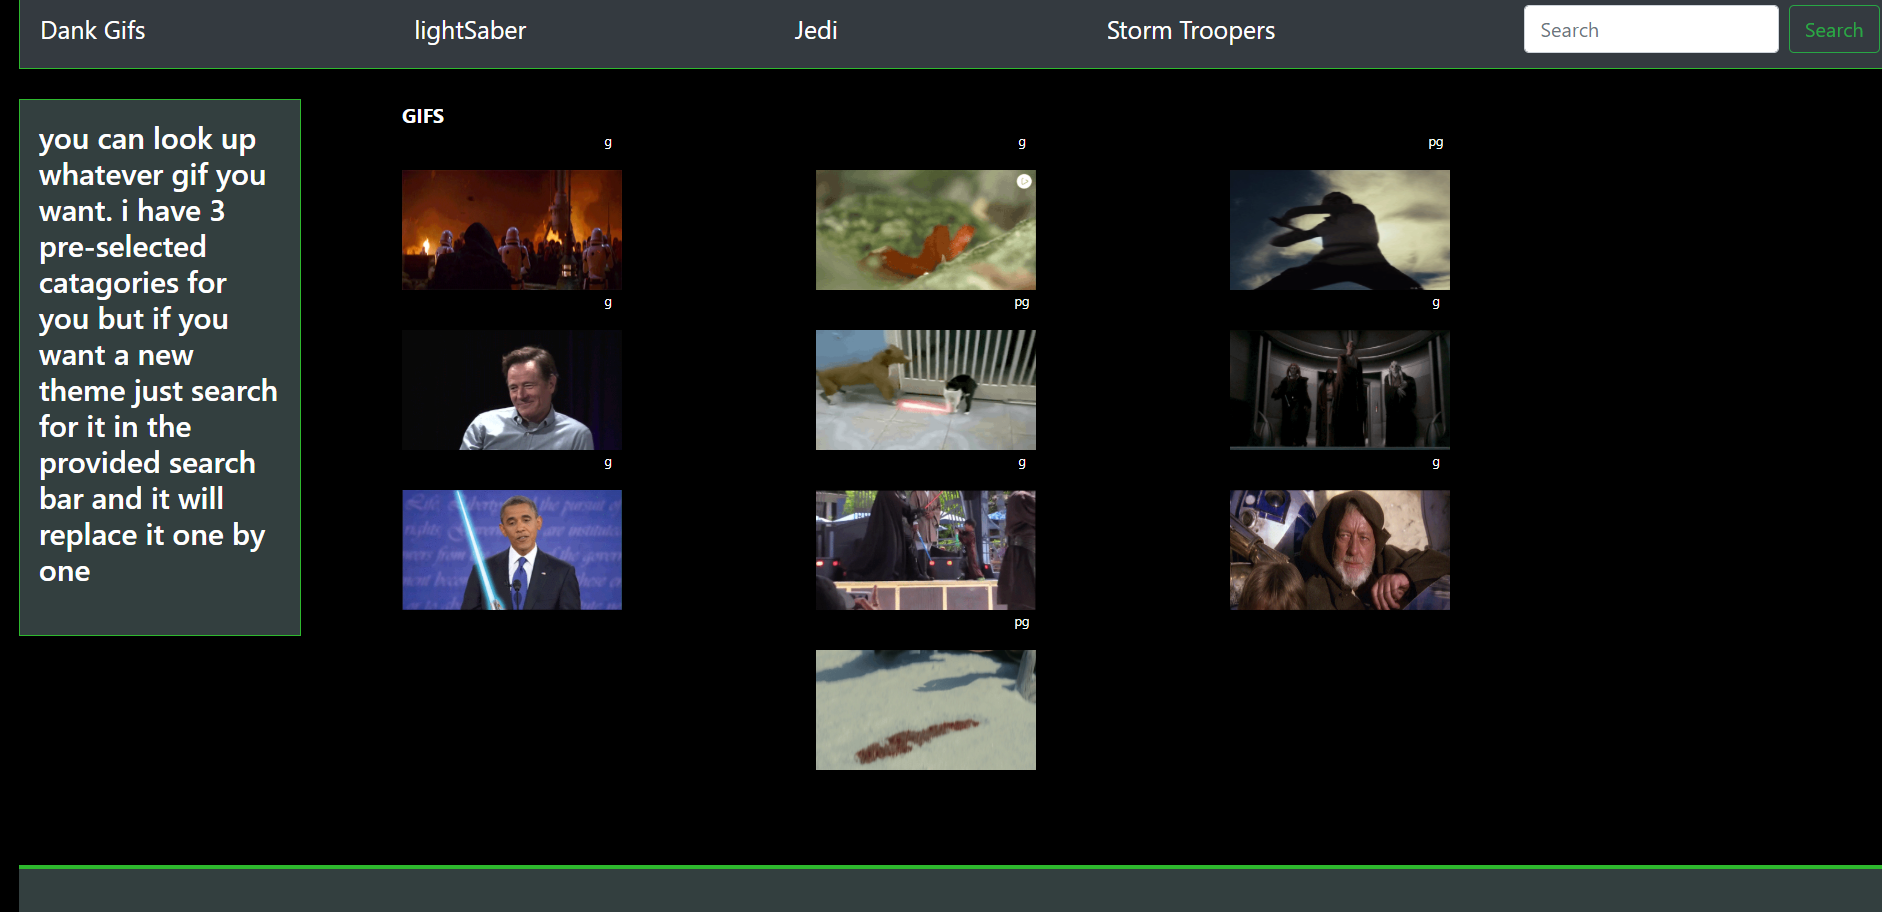 Dank Gifs lightSaber Jedi Storm Troopers Search Search
you can look up
whatever gif you
want. i have 3
pre-selected
catagories for
you but if you
want a new
theme just search
for it in the
provided search
bar and it will
replace it one by
one
GIFS
g g pg
g pg g
g g g
pg